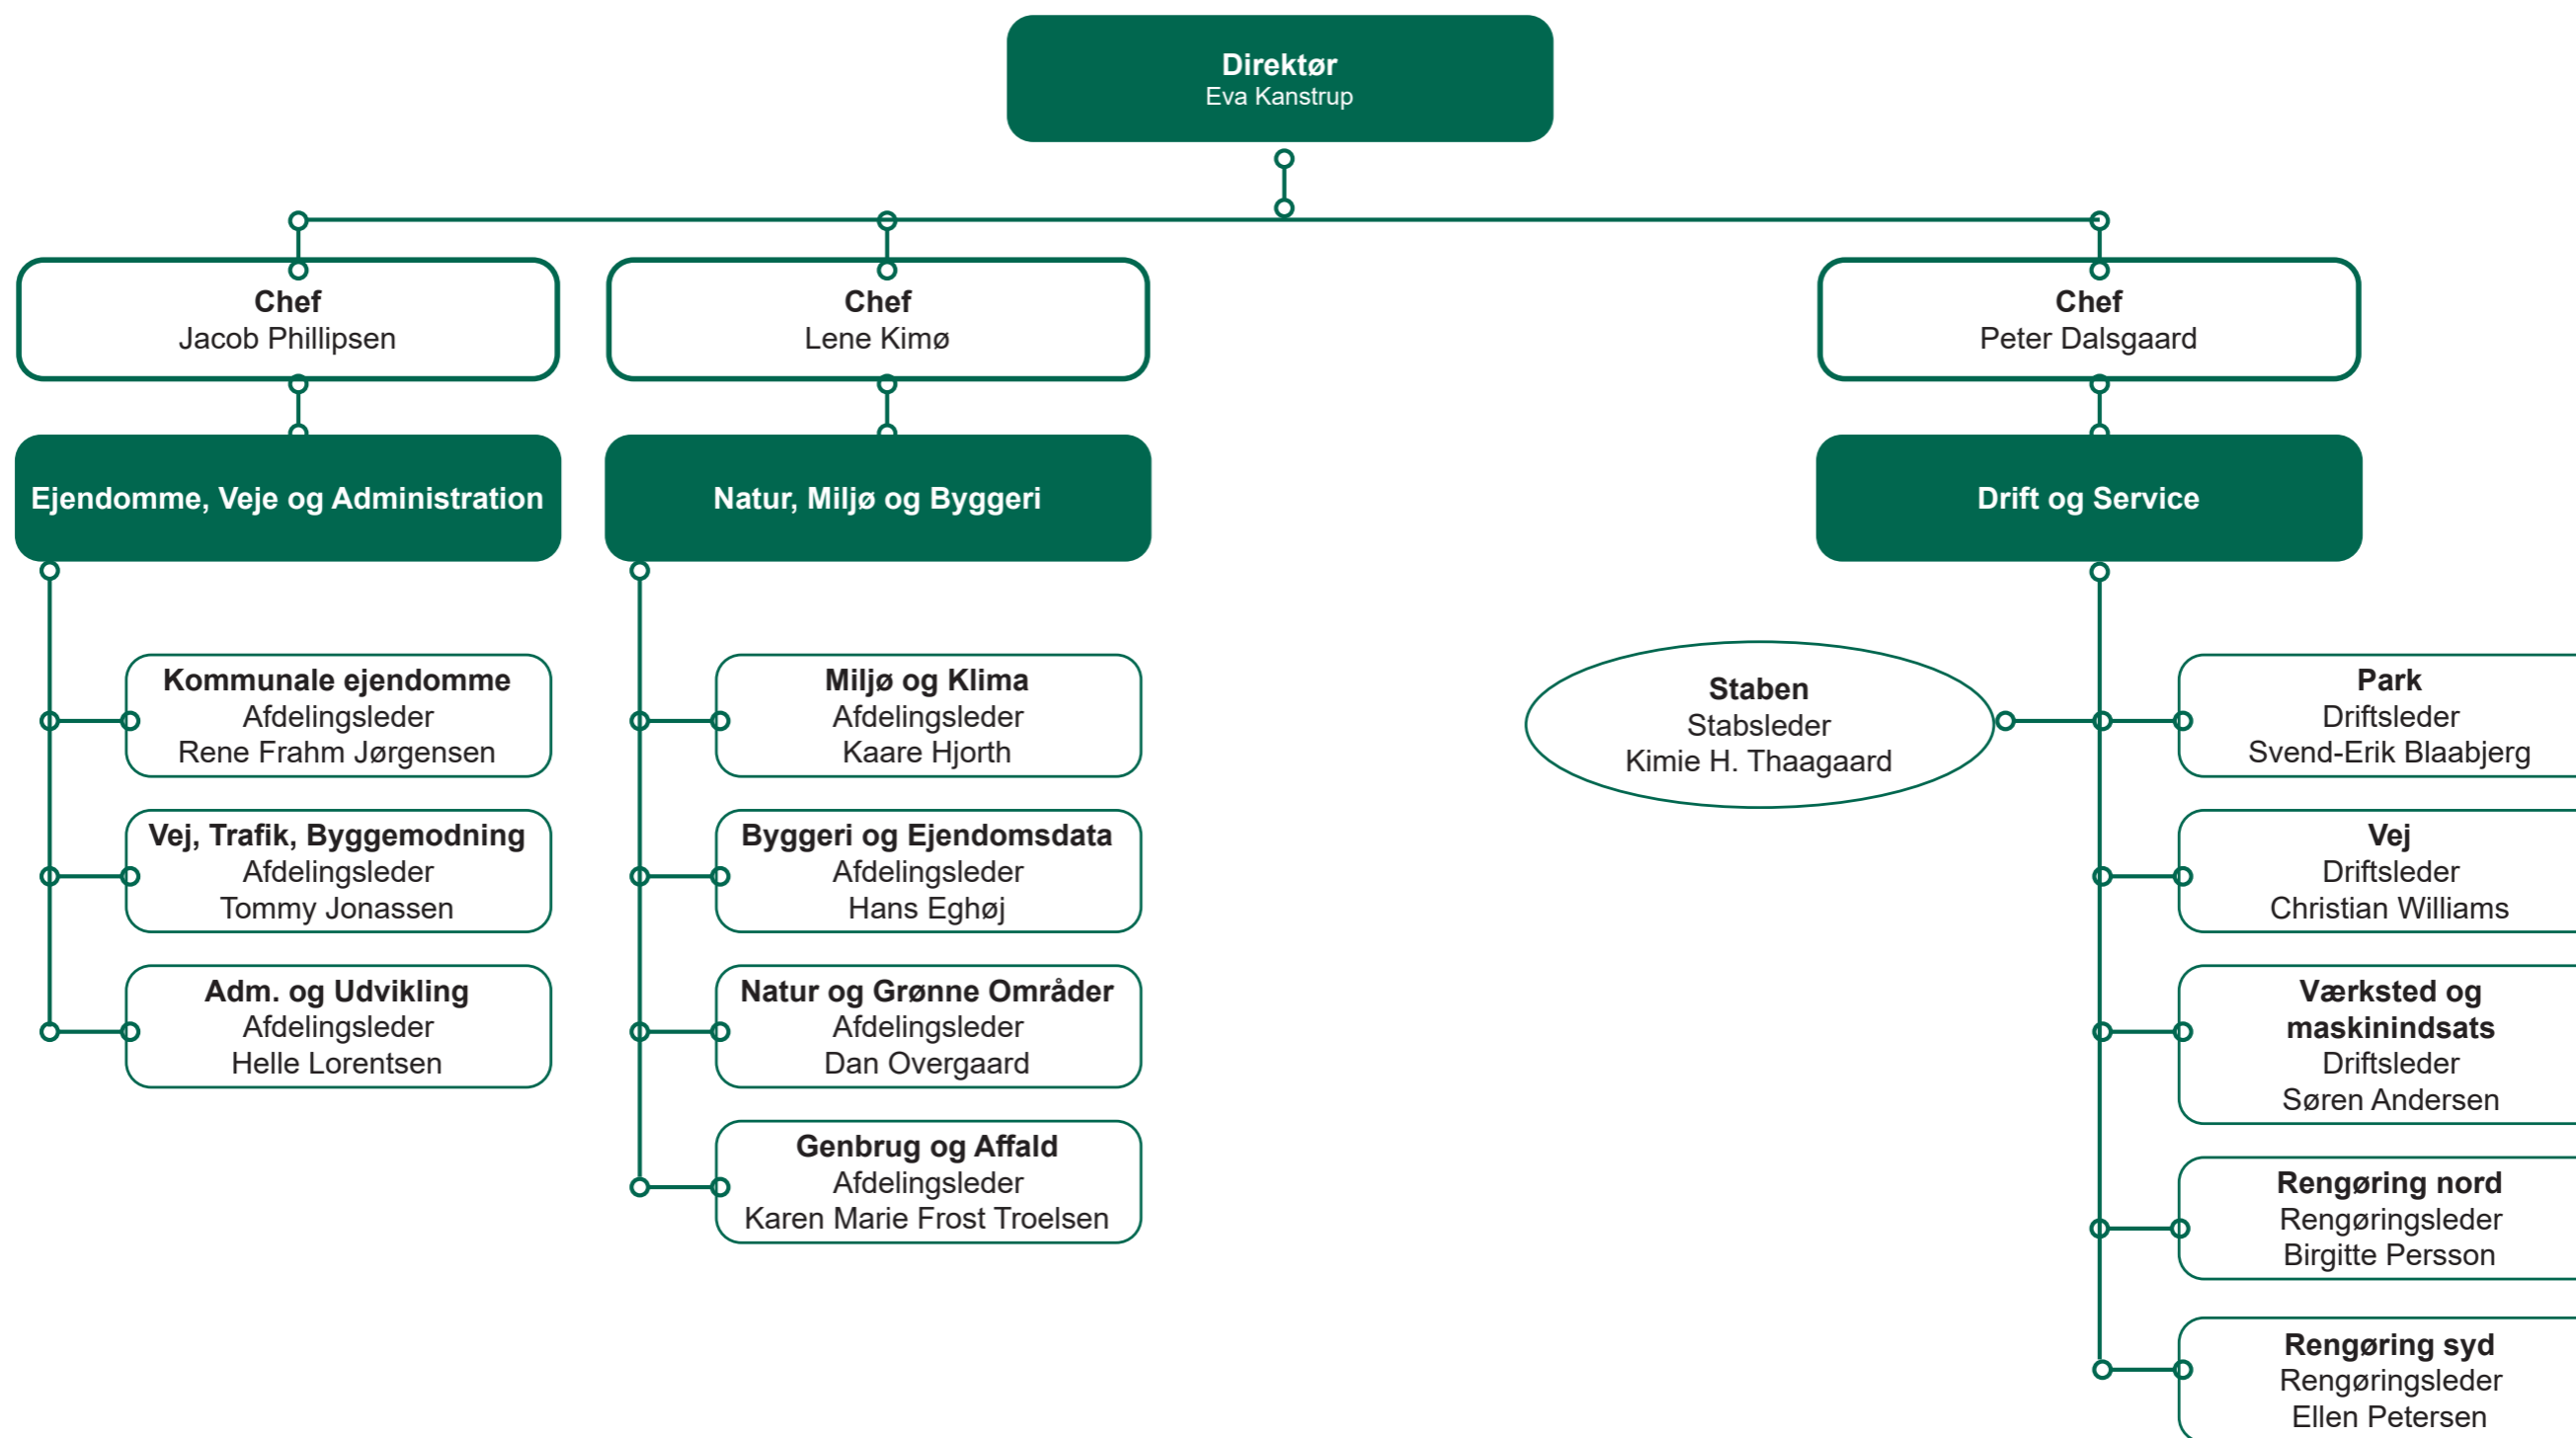 Direktør
Eva Kanstrup
Chef
Jacob Phillipsen
Chef
Lene Kimø
Chef
Peter Dalsgaard
Ejendomme, Veje og Administration
Natur, Miljø og Byggeri
Drift og Service
Kommunale ejendomme
Afdelingsleder
Rene Frahm Jørgensen
Vej, Trafik, Byggemodning
Afdelingsleder
Tommy Jonassen
Adm. og Udvikling
Afdelingsleder
Helle Lorentsen
Miljø og Klima
Afdelingsleder
Kaare Hjorth
Byggeri og Ejendomsdata
Afdelingsleder
Hans Eghøj
Natur og Grønne Områder
Afdelingsleder
Dan Overgaard
Genbrug og Affald
Afdelingsleder
Karen Marie Frost Troelsen
Staben
Stabsleder
Kimie H. Thaagaard
Park
Driftsleder
Svend-Erik Blaabjerg
Vej
Driftsleder
Christian Williams
Værksted og
maskinindsats
Driftsleder
Søren Andersen
Rengøring nord
Rengøringsleder
Birgitte Persson
Rengøring syd
Rengøringsleder
Ellen Petersen